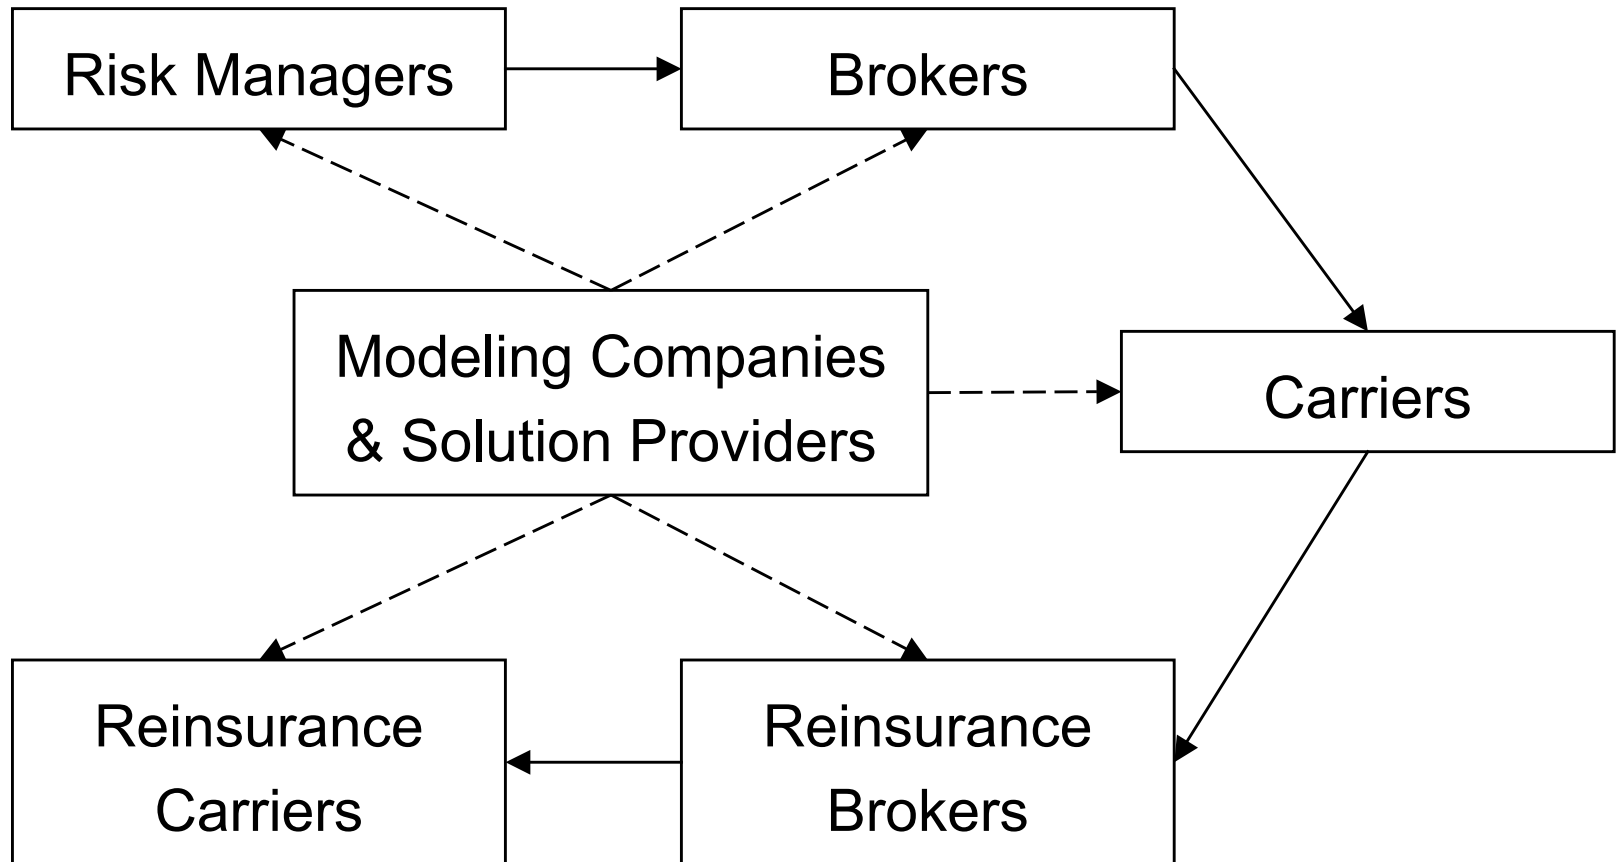 Risk Managers
Brokers
Modeling Companies
& Solution Providers
Carriers
Reinsurance
Carriers
Reinsurance
Brokers